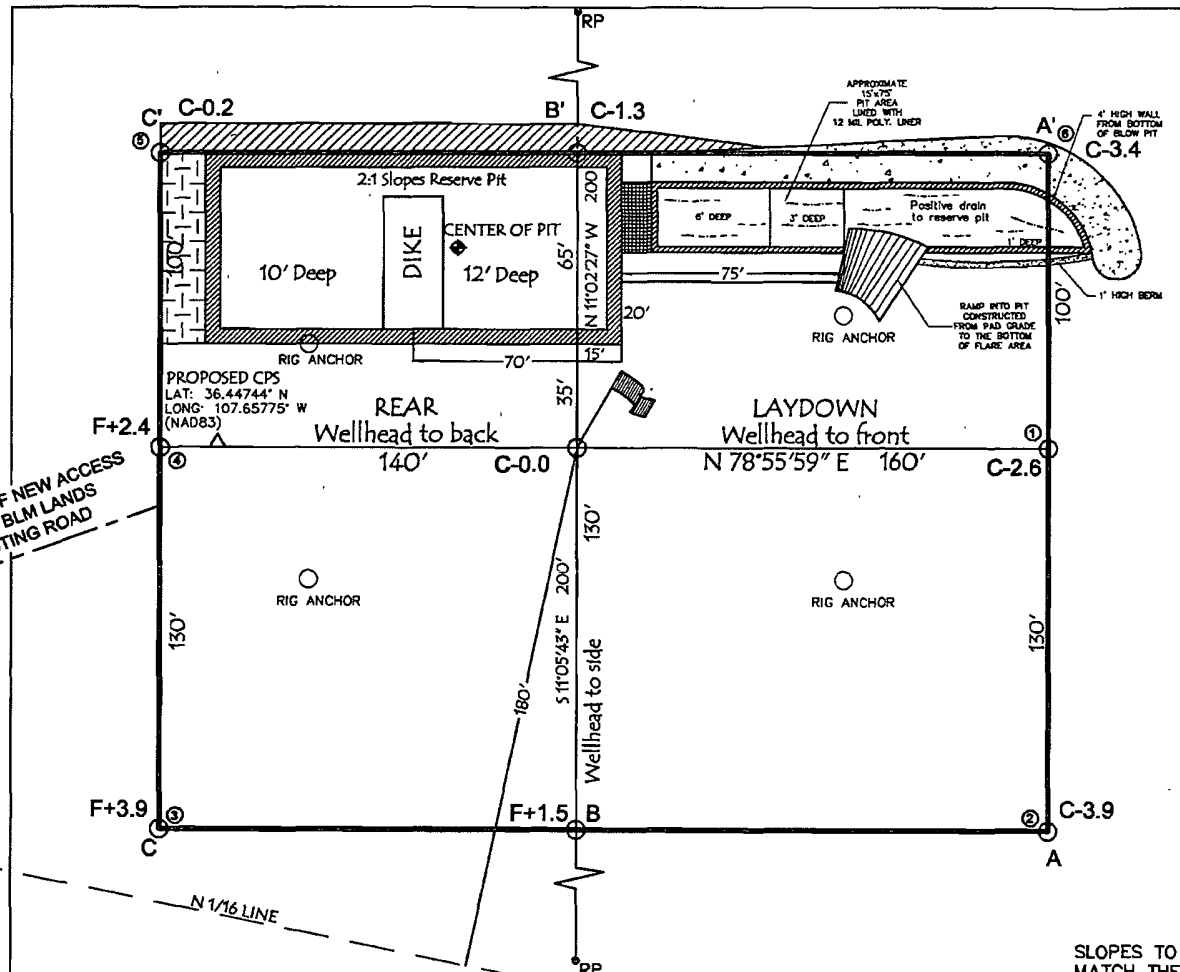 RP
C'
C-0.2
B'
C-1.3
A'
⑤
⑥
C-3.4
APPROXIMATE
15'x75'
PIT AREA
LINED WITH
12 MIL POLY. LINER
4' HIGH WALL
FROM BOTTOM
OF BLOW PIT
2:1 Slopes Reserve Pit
200'
65'
N 11°02'27" W
100'
10' Deep
DIKE
CENTER OF PIT
12' Deep
6' DEEP
3' DEEP
Positive drain
to reserve pit
1' DEEP
1' HIGH BERM
75'
20'
15'
70'
35'
100'
RAMP INTO PIT
CONSTRUCTED
FROM PAD GRADE
TO THE BOTTOM
OF FLARE AREA
RIG ANCHOR
RIG ANCHOR
PROPOSED CPS
LAT: 36.44744° N
LONG: 107.65775° W
(NAD83)
REAR
Wellhead to back
140'
LAYDOWN
Wellhead to front
N 78°55'59" E 160'
F+2.4
④
C-0.0
①
C-2.6
F NEW ACCESS
BLM LANDS
TING ROAD
RIG ANCHOR
RIG ANCHOR
130'
130'
130'
S 11°05'43" E 200'
Wellhead to side
180'
F+3.9
③
C
F+1.5
B
②
C-3.9
A
N 1/16 LINE
RP
SLOPES TO
MATCH THE